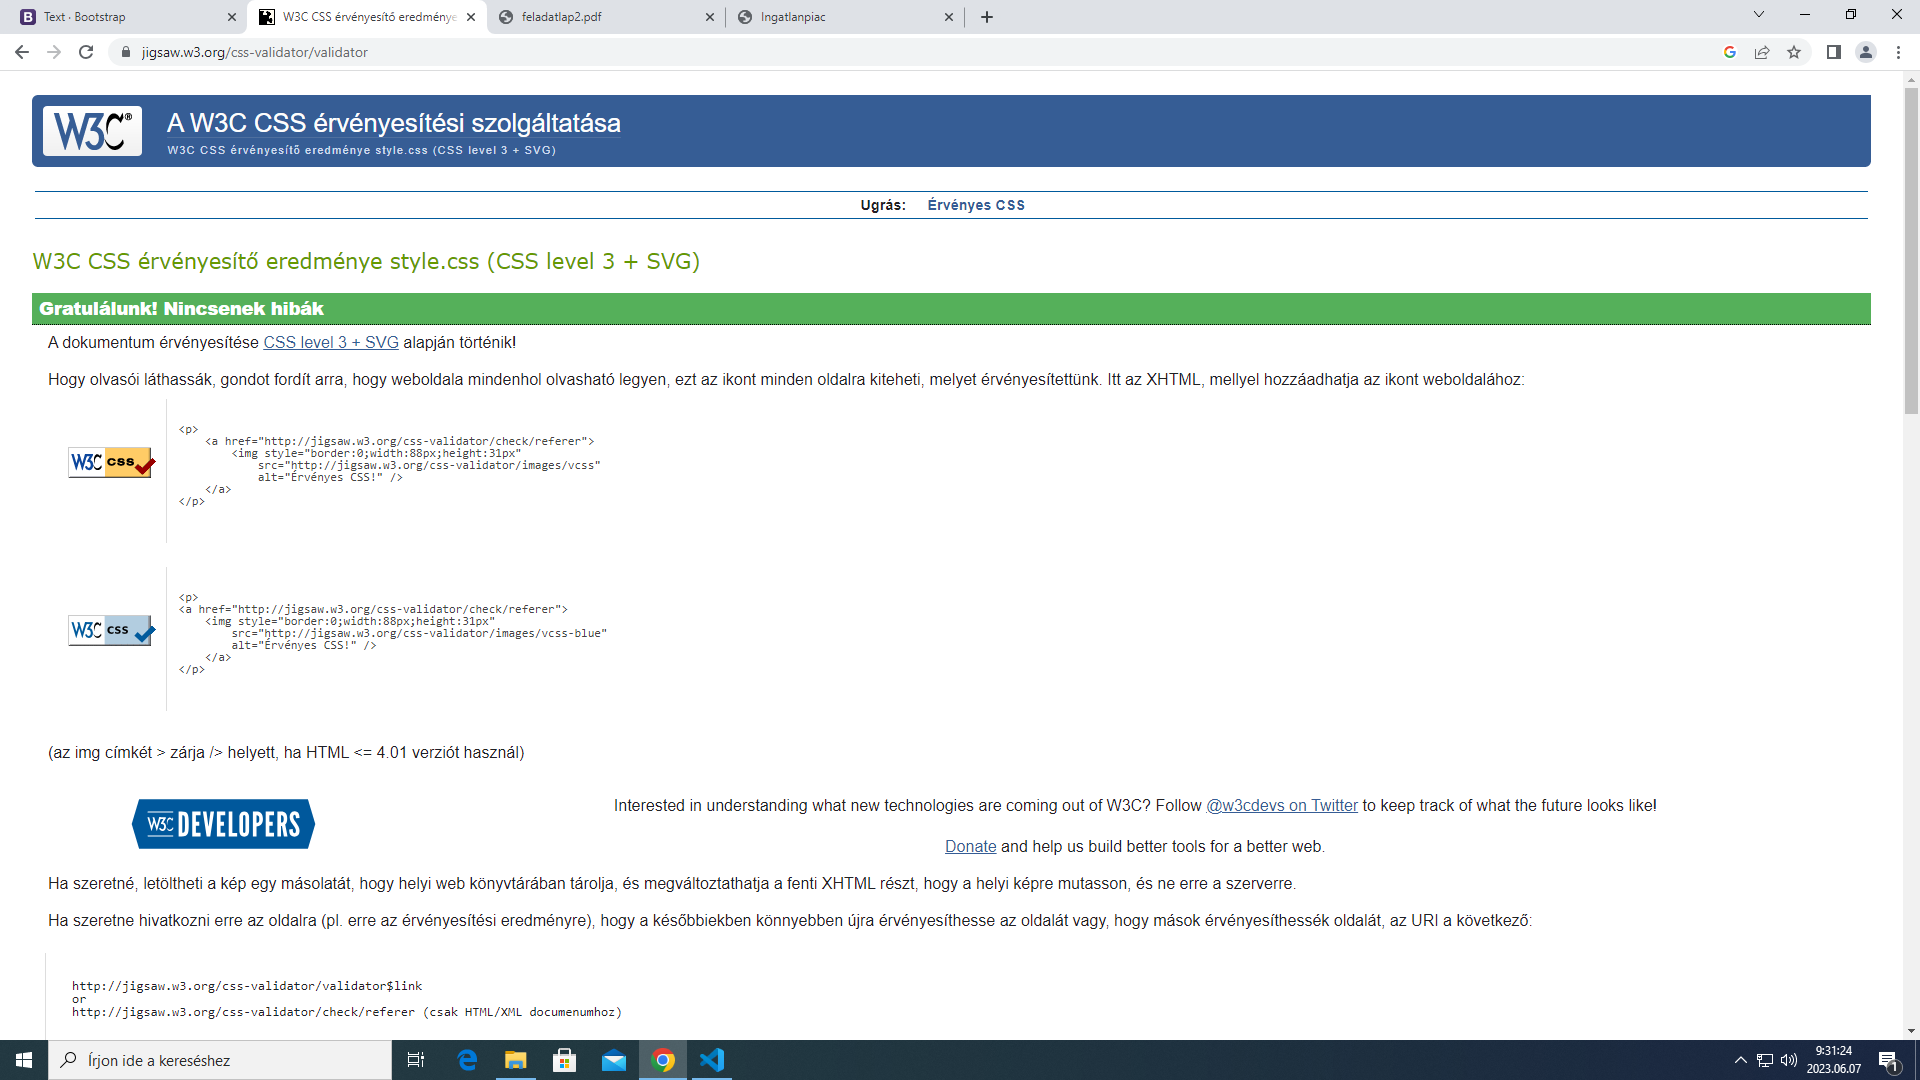 Text · Bootstrap
W3C CSS érvényesítő eredménye
feladatlap2.pdf
Ingatlanpiac
jigsaw.w3.org/css-validator/validator
W3C®
A W3C CSS érvényesítési szolgáltatása
W3C CSS érvényesítő eredménye style.css (CSS level 3 + SVG)
Ugrás: Érvényes CSS
W3C CSS érvényesítő eredménye style.css (CSS level 3 + SVG)
Gratulálunk! Nincsenek hibák
A dokumentum érvényesítése CSS level 3 + SVG alapján történik!
Hogy olvasói láthassák, gondot fordít arra, hogy weboldala mindenhol olvasható legyen, ezt az ikont minden oldalra kiteheti, melyet érvényesítettünk. Itt az XHTML, mellyel hozzáadhatja az ikont weboldalához:
W3C css
<p>
<a href="http://jigsaw.w3.org/css-validator/check/referer">
<img style="border:0;width:88px;height:31px"
src="http://jigsaw.w3.org/css-validator/images/vcss"
alt="Érvényes CSS!" />
</a>
</p>
W3C css
<p>
<a href="http://jigsaw.w3.org/css-validator/check/referer">
<img style="border:0;width:88px;height:31px"
src="http://jigsaw.w3.org/css-validator/images/vcss-blue"
alt="Érvényes CSS!" />
</a>
</p>
(az img címkét > zárja /> helyett, ha HTML <= 4.01 verziót használ)
W3C DEVELOPERS
Interested in understanding what new technologies are coming out of W3C? Follow @w3cdevs on Twitter to keep track of what the future looks like!
Donate and help us build better tools for a better web.
Ha szeretné, letöltheti a kép egy másolatát, hogy helyi web könyvtárában tárolja, és megváltoztathatja a fenti XHTML részt, hogy a helyi képre mutasson, és ne erre a szerverre.
Ha szeretne hivatkozni erre az oldalra (pl. erre az érvényesítési eredményre), hogy a későbbiekben könnyebben újra érvényesíthesse az oldalát vagy, hogy mások érvényesíthessék oldalát, az URI a következő:
http://jigsaw.w3.org/css-validator/validator$link
or
http://jigsaw.w3.org/css-validator/check/referer (csak HTML/XML documenumhoz)
Írjon ide a kereséshez
9:31:24
2023.06.07
1